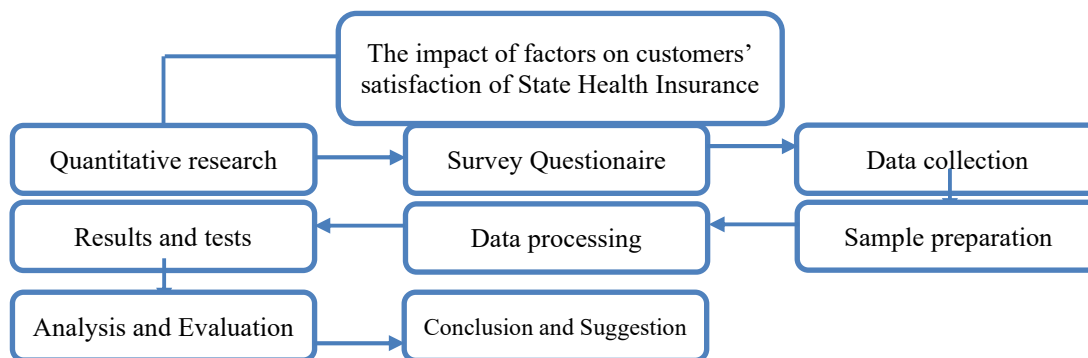 The impact of factors on customers’
satisfaction of State Health Insurance
Quantitative research
Survey Questionaire
Data collection
Results and tests
Data processing
Sample preparation
Analysis and Evaluation
Conclusion and Suggestion